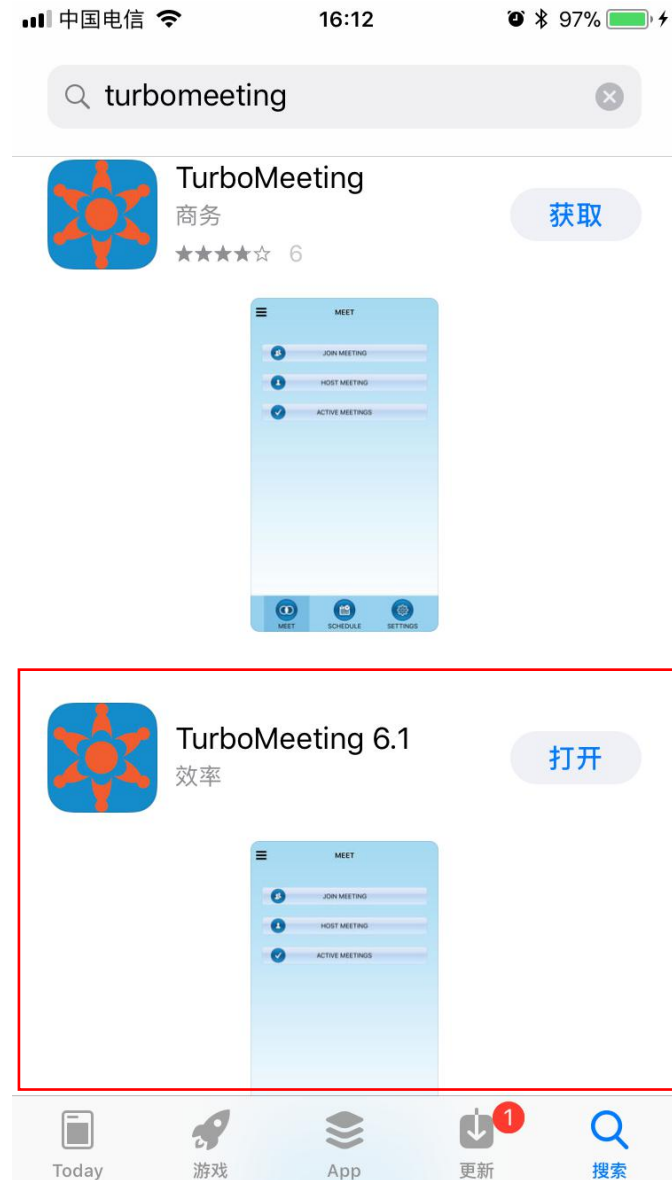 中国电信 16:12 97%
turbomeeting
TurboMeeting
商务
获取
6
MEET
JOIN MEETING
HOST MEETING
ACTIVE MEETINGS
MEET SCHEDULE SETTINGS
TurboMeeting 6.1
效率
打开
MEET
JOIN MEETING
HOST MEETING
ACTIVE MEETINGS
1
Today 游戏 App 更新 搜索